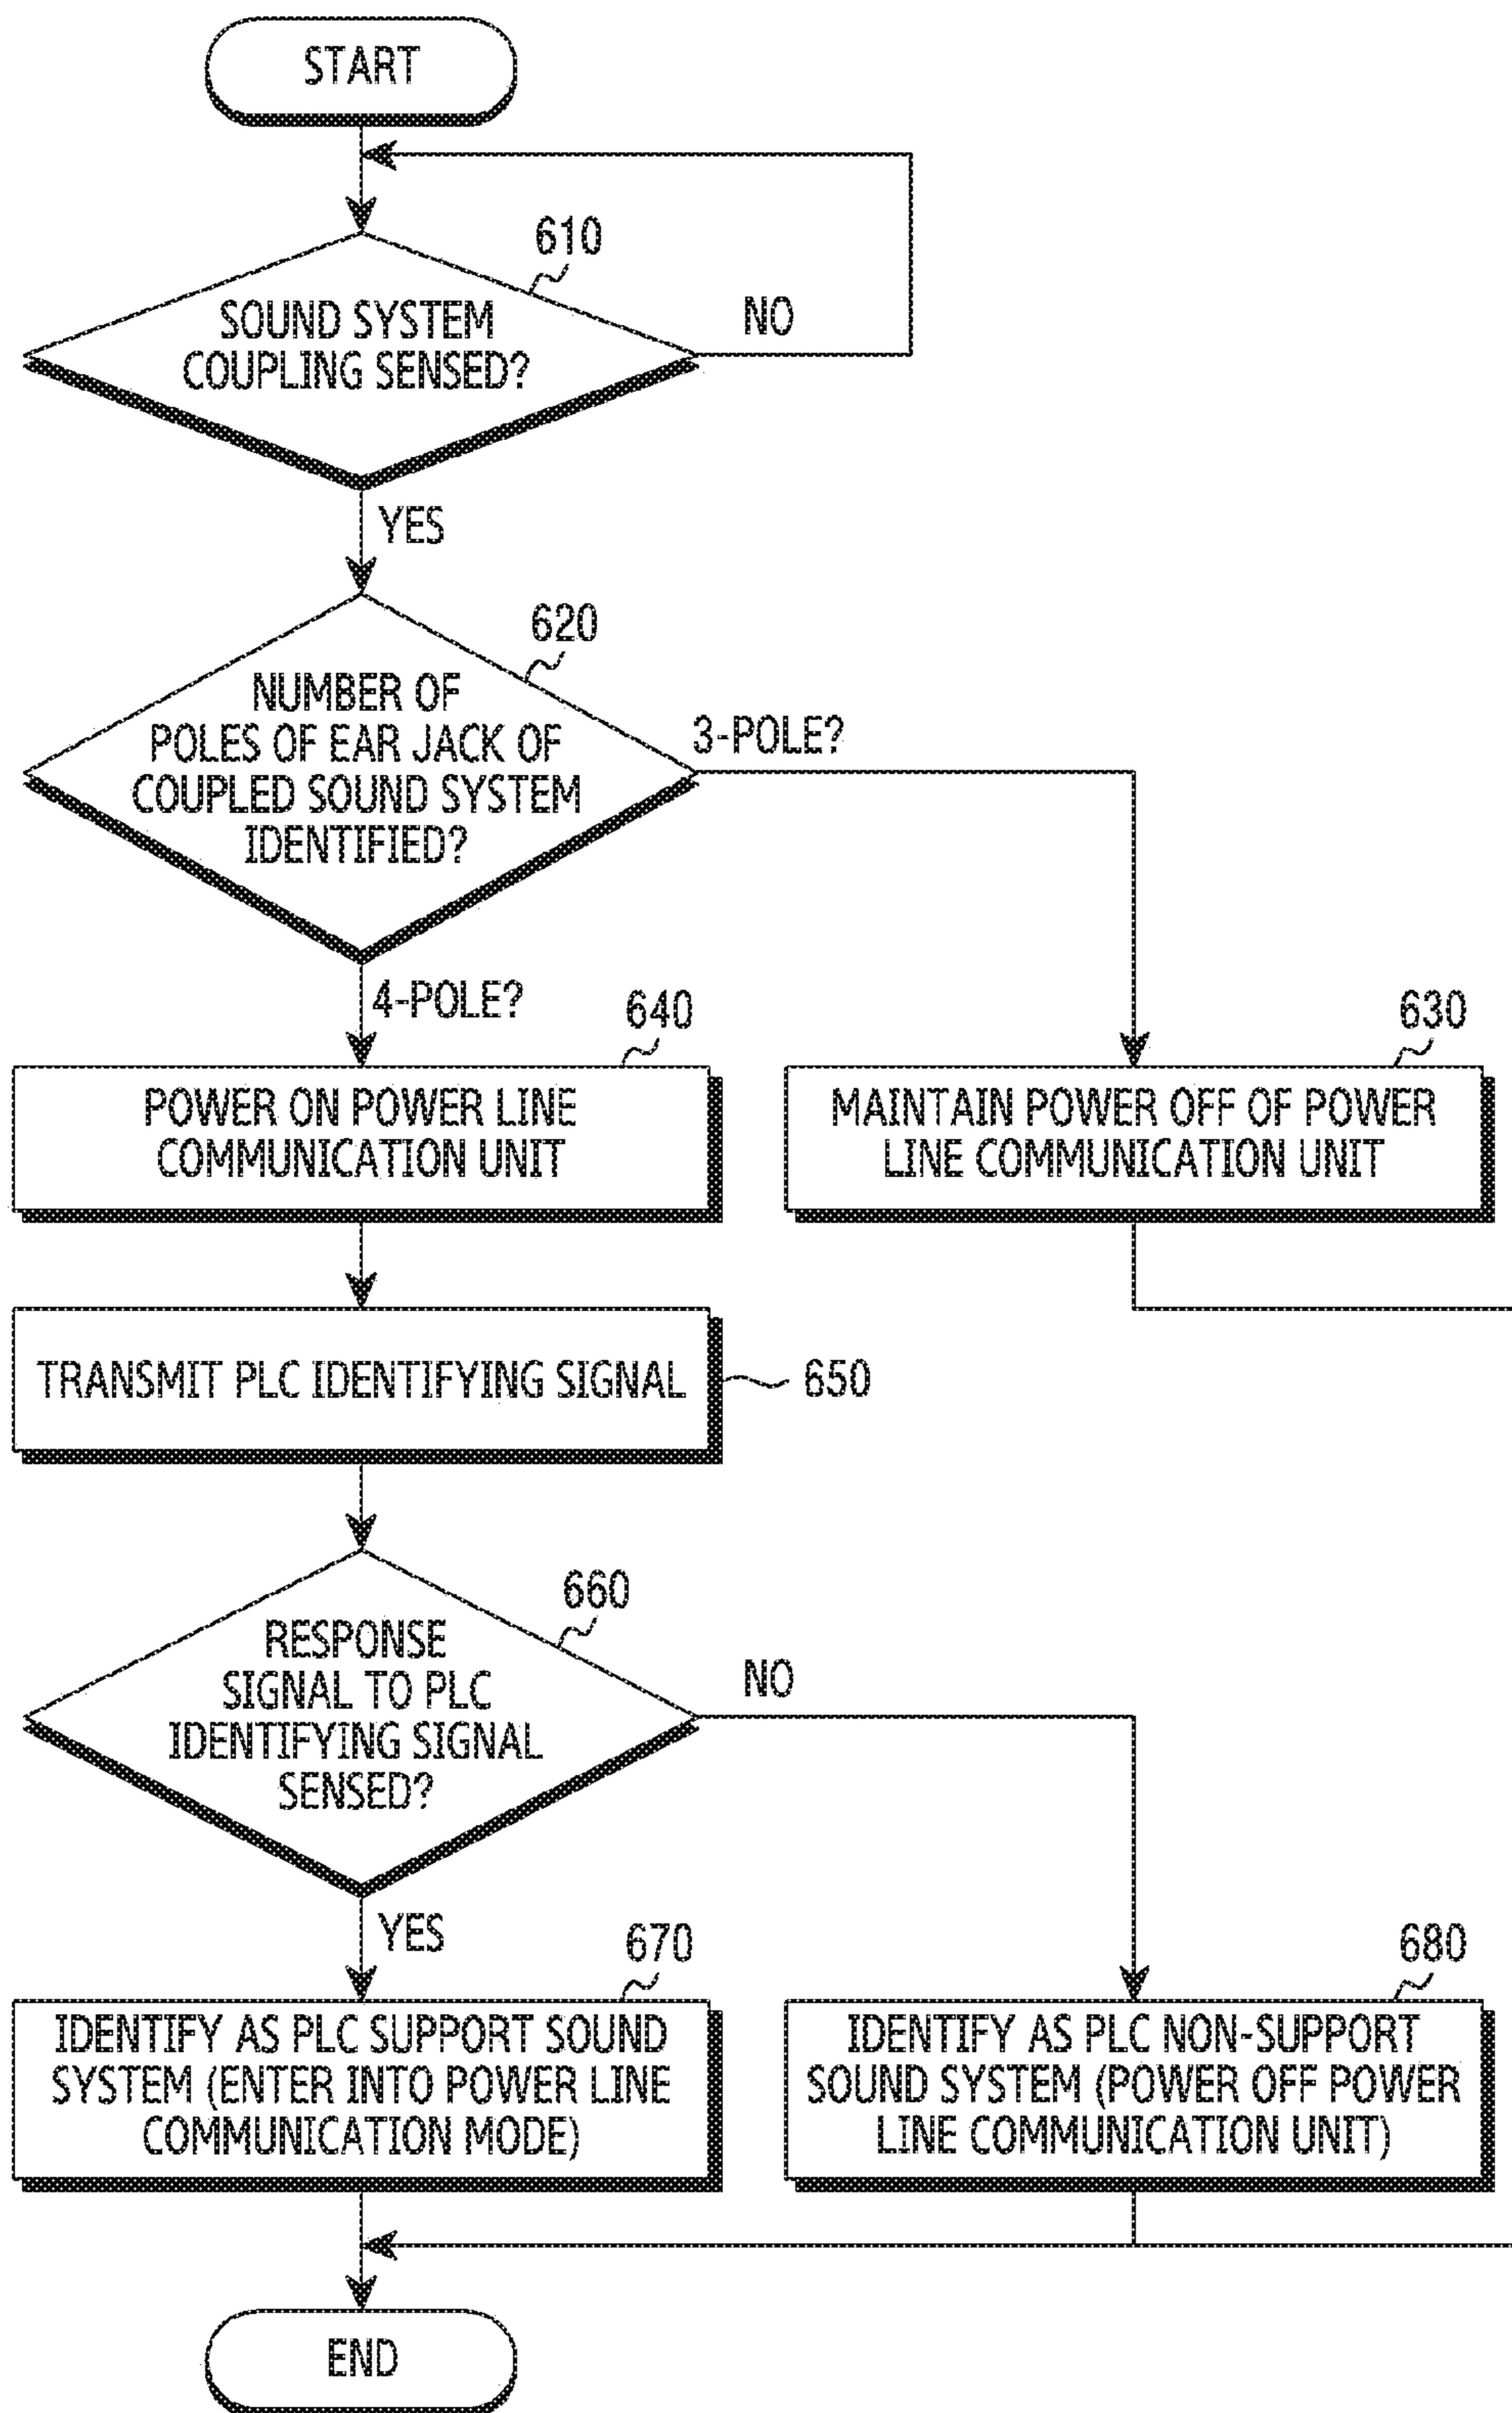 START
610
SOUND SYSTEM
COUPLING SENSED?
NO
YES
620
NUMBER OF
POLES OF EAR JACK OF
COUPLED SOUND SYSTEM
IDENTIFIED?
3-POLE?
4-POLE?
640
POWER ON POWER LINE
COMMUNICATION UNIT
630
MAINTAIN POWER OFF OF POWER
LINE COMMUNICATION UNIT
TRANSMIT PLC IDENTIFYING SIGNAL
650
660
RESPONSE
SIGNAL TO PLC
IDENTIFYING SIGNAL
SENSED?
NO
YES
670
IDENTIFY AS PLC SUPPORT SOUND
SYSTEM (ENTER INTO POWER LINE
COMMUNICATION MODE)
680
IDENTIFY AS PLC NON-SUPPORT
SOUND SYSTEM (POWER OFF POWER
LINE COMMUNICATION UNIT)
END